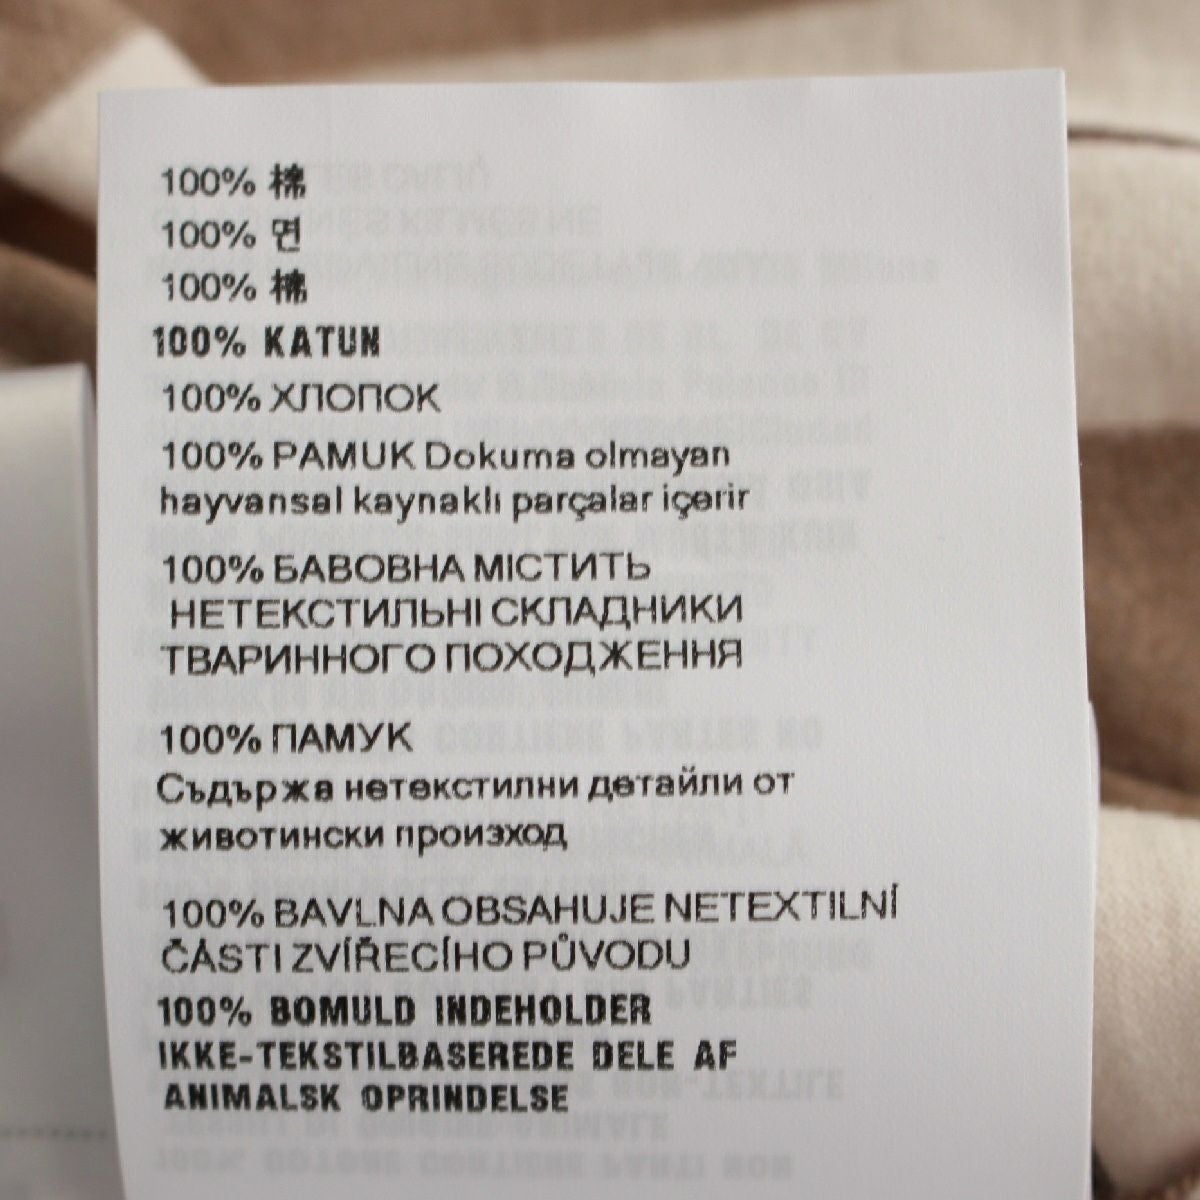 100% 棉
100% 면
100% 棉
100% KATUN
100% ХЛОПОК
100% PAMUK Dokuma olmayan
hayvansal kaynaklı parçalar içerir
100% БАВОВНА МІСТИТЬ
НЕТЕКСТИЛЬНІ СКЛАДНИКИ
ТВАРИННОГО ПОХОДЖЕННЯ
100% ПАМУК
Съдържа нетекстилни детайли от
животински произход
100% BAVLNA OBSAHUJE NETEXTILNÍ
ČÁSTI ZVÍŘECÍHO PŮVODU
100% BOMULD INDEHOLDER
IKKE-TEKSTILBASEREDE DELE AF
ANIMALSK OPRINDELSE